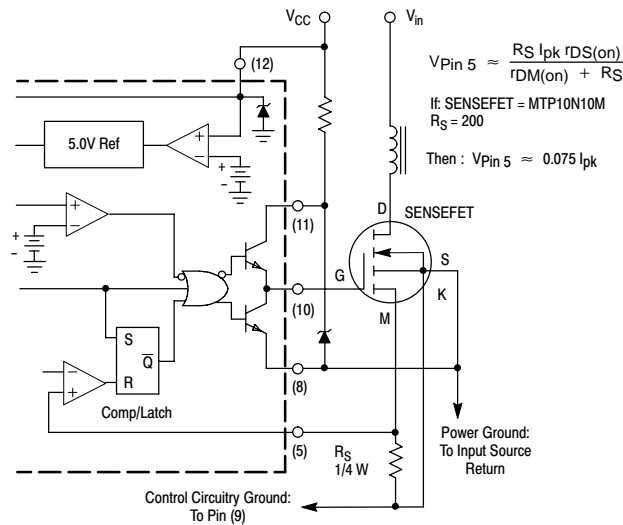 VCC
Vin
(12)
VPin 5 ≈ RS Ipk rDS(on)
rDM(on) + RS
If: SENSEFET = MTP10N10M
RS = 200
Then : VPin 5 ≈ 0.075 Ipk
5.0V Ref
+
-
+
-
D
SENSEFET
(11)
+
-
+
-
S
G
K
(10)
M
S
Q
R
(8)
-
+
Comp/Latch
(5)
RS
1/4 W
Power Ground:
To Input Source
Return
Control Circuitry Ground:
To Pin (9)